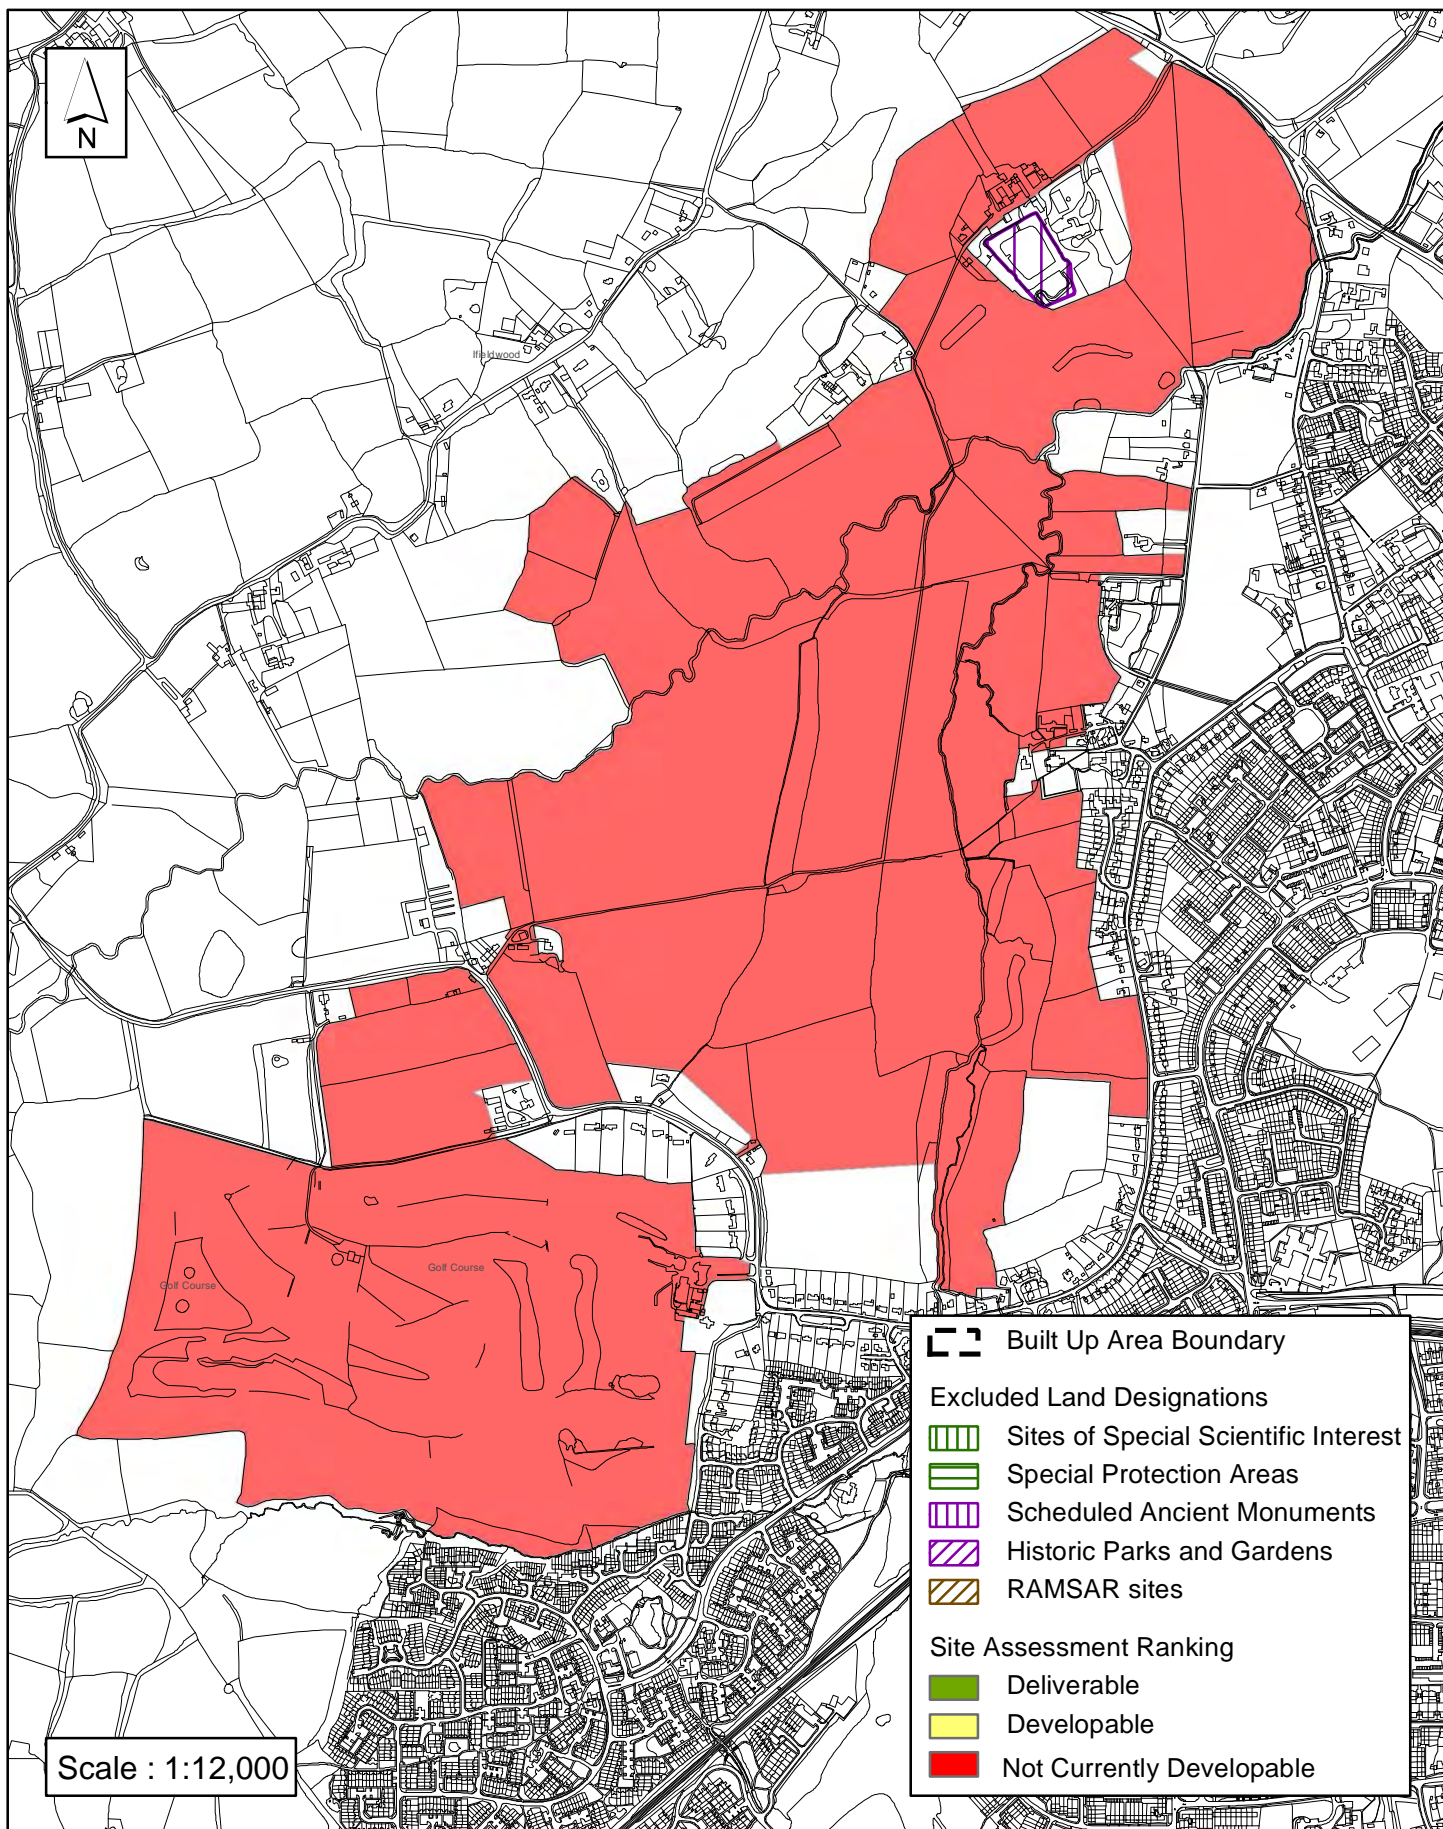 N
Ifieldwood
Golf Course
Golf Course
Built Up Area Boundary
Excluded Land Designations
Sites of Special Scientific Interest
Special Protection Areas
Scheduled Ancient Monuments
Historic Parks and Gardens
RAMSAR sites
Site Assessment Ranking
Deliverable
Developable
Not Currently Developable
Scale : 1:12,000